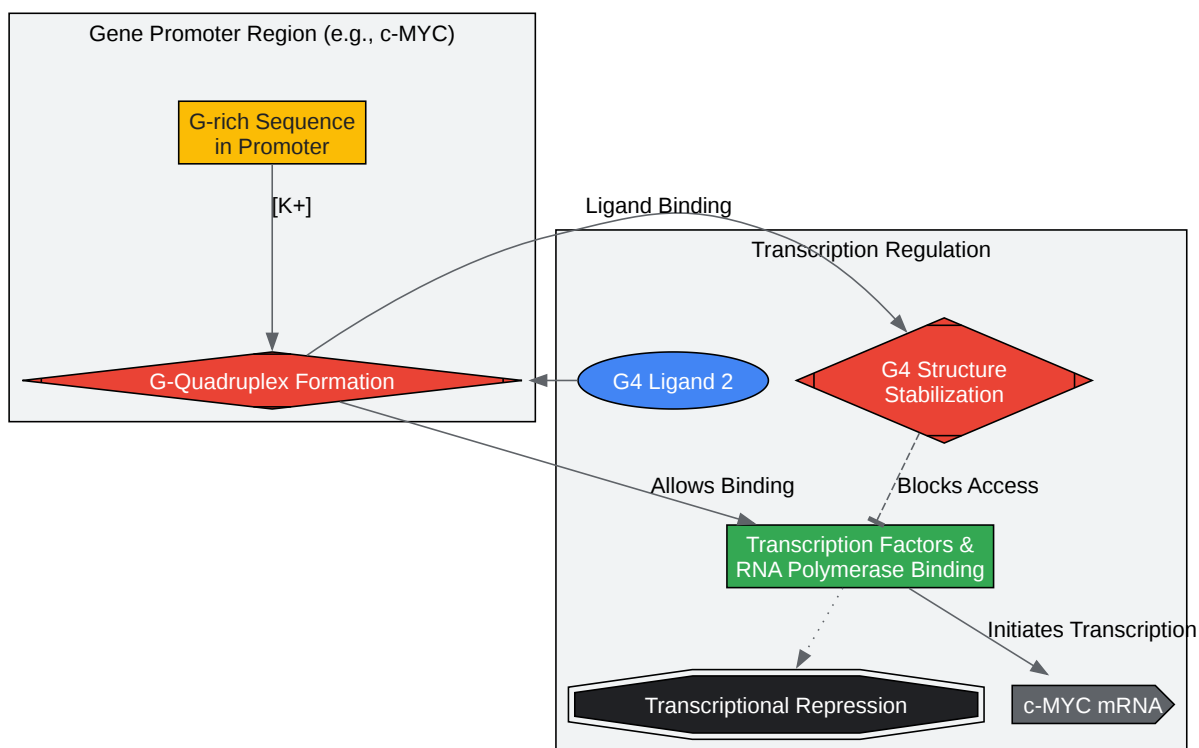 Gene Promoter Region (e.g., c-MYC)
G-rich Sequence
in Promoter
[K+]
Ligand Binding
Transcription Regulation
G-Quadruplex Formation
G4 Ligand 2
G4 Structure
Stabilization
Allows Binding
Blocks Access
Transcription Factors &
RNA Polymerase Binding
Initiates Transcription
Transcriptional Repression
c-MYC mRNA